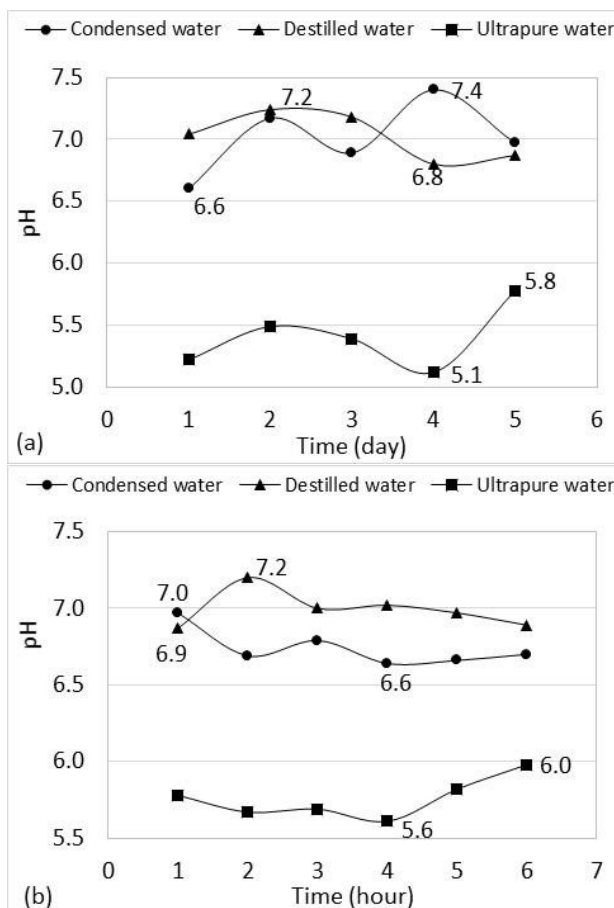 Condensed water Destilled water Ultrapure water
7.5
7.2
7.4
7.0
6.8
6.5
6.6
pH
6.0
5.8
5.5
5.1
5.0
0 1 2 3 4 5 6
(a) Time (day)
Condensed water Destilled water Ultrapure water
7.5
7.2
7.0
7.0
6.9
pH
6.6
6.5
6.0
6.0
5.6
5.5
0 1 2 3 4 5 6 7
(b) Time (hour)